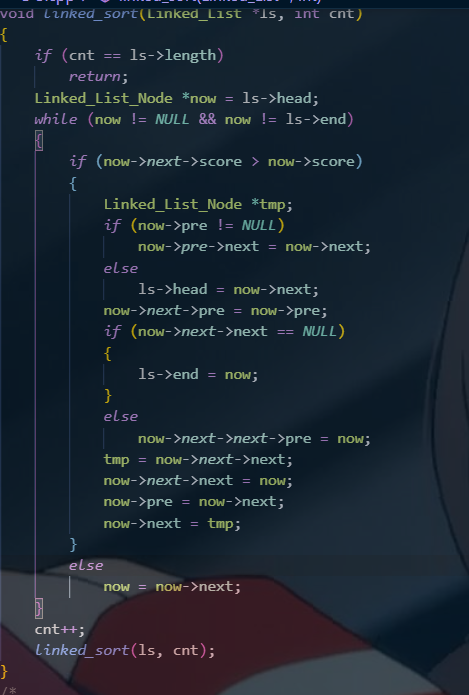 void linked_sort(Linked_List *ls, int cnt)
{
    if (cnt == ls->length)
        return;
    Linked_List_Node *now = ls->head;
    while (now != NULL && now != ls->end)
    {
        if (now->next->score > now->score)
        {
            Linked_List_Node *tmp;
            if (now->pre != NULL)
                now->pre->next = now->next;
            else
                ls->head = now->next;
            now->next->pre = now->pre;
            if (now->next->next == NULL)
            {
                ls->end = now;
            }
            else
                now->next->next->pre = now;
            tmp = now->next->next;
            now->next->next = now;
            now->pre = now->next;
            now->next = tmp;
        }
        else
            now = now->next;
    }
    cnt++;
    linked_sort(ls, cnt);
}
/*